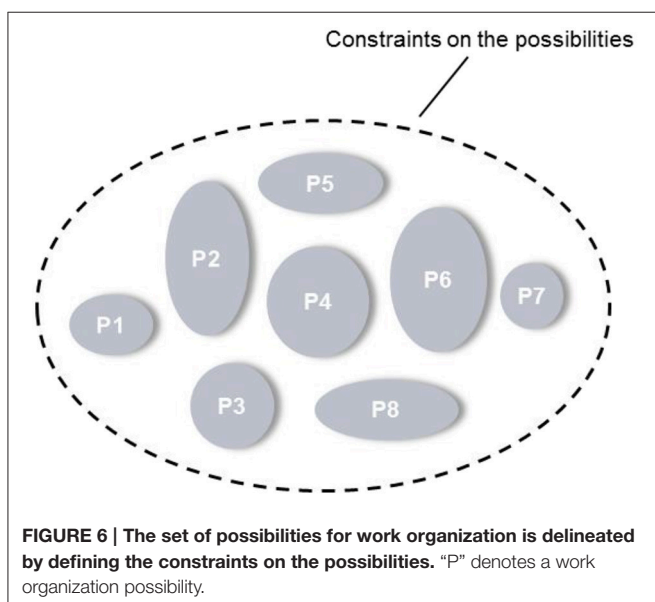 Constraints on the possibilities
P5
P2
P6
P4
P7
P1
P3
P8
FIGURE 6 | The set of possibilities for work organization is delineated
by defining the constraints on the possibilities. “P” denotes a work
organization possibility.